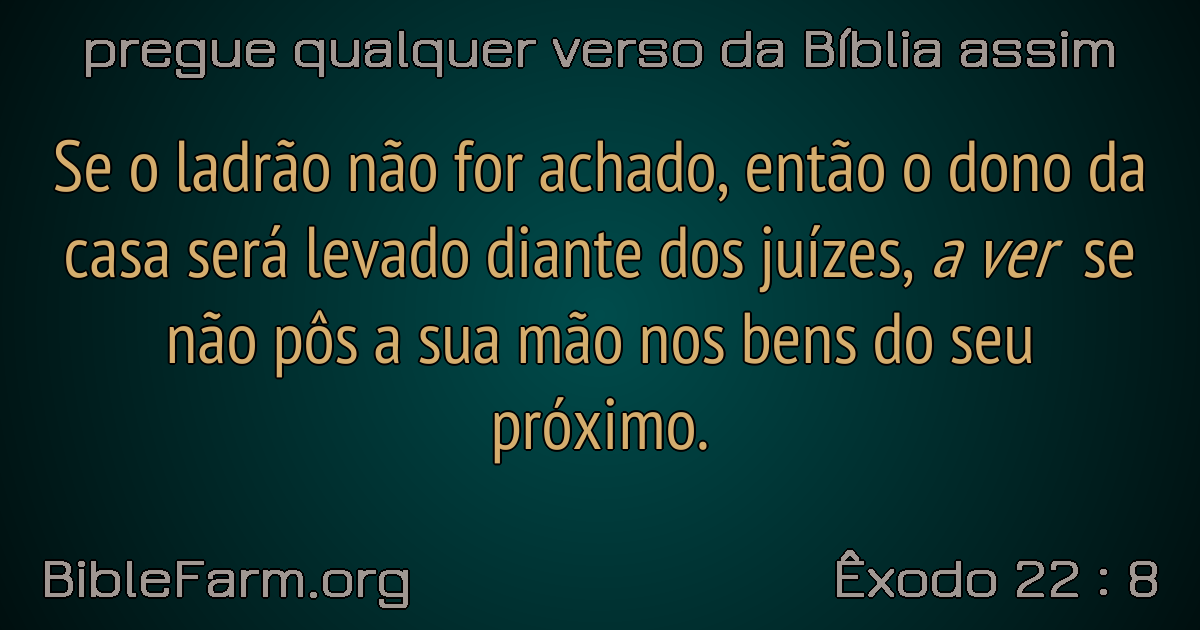 pregue qualquer verso da Bíblia assim
Se o ladrão não for achado, então o dono da
casa será levado diante dos juízes, a ver se
não pôs a sua mão nos bens do seu
próximo.
BibleFarm.org
Êxodo 22 : 8